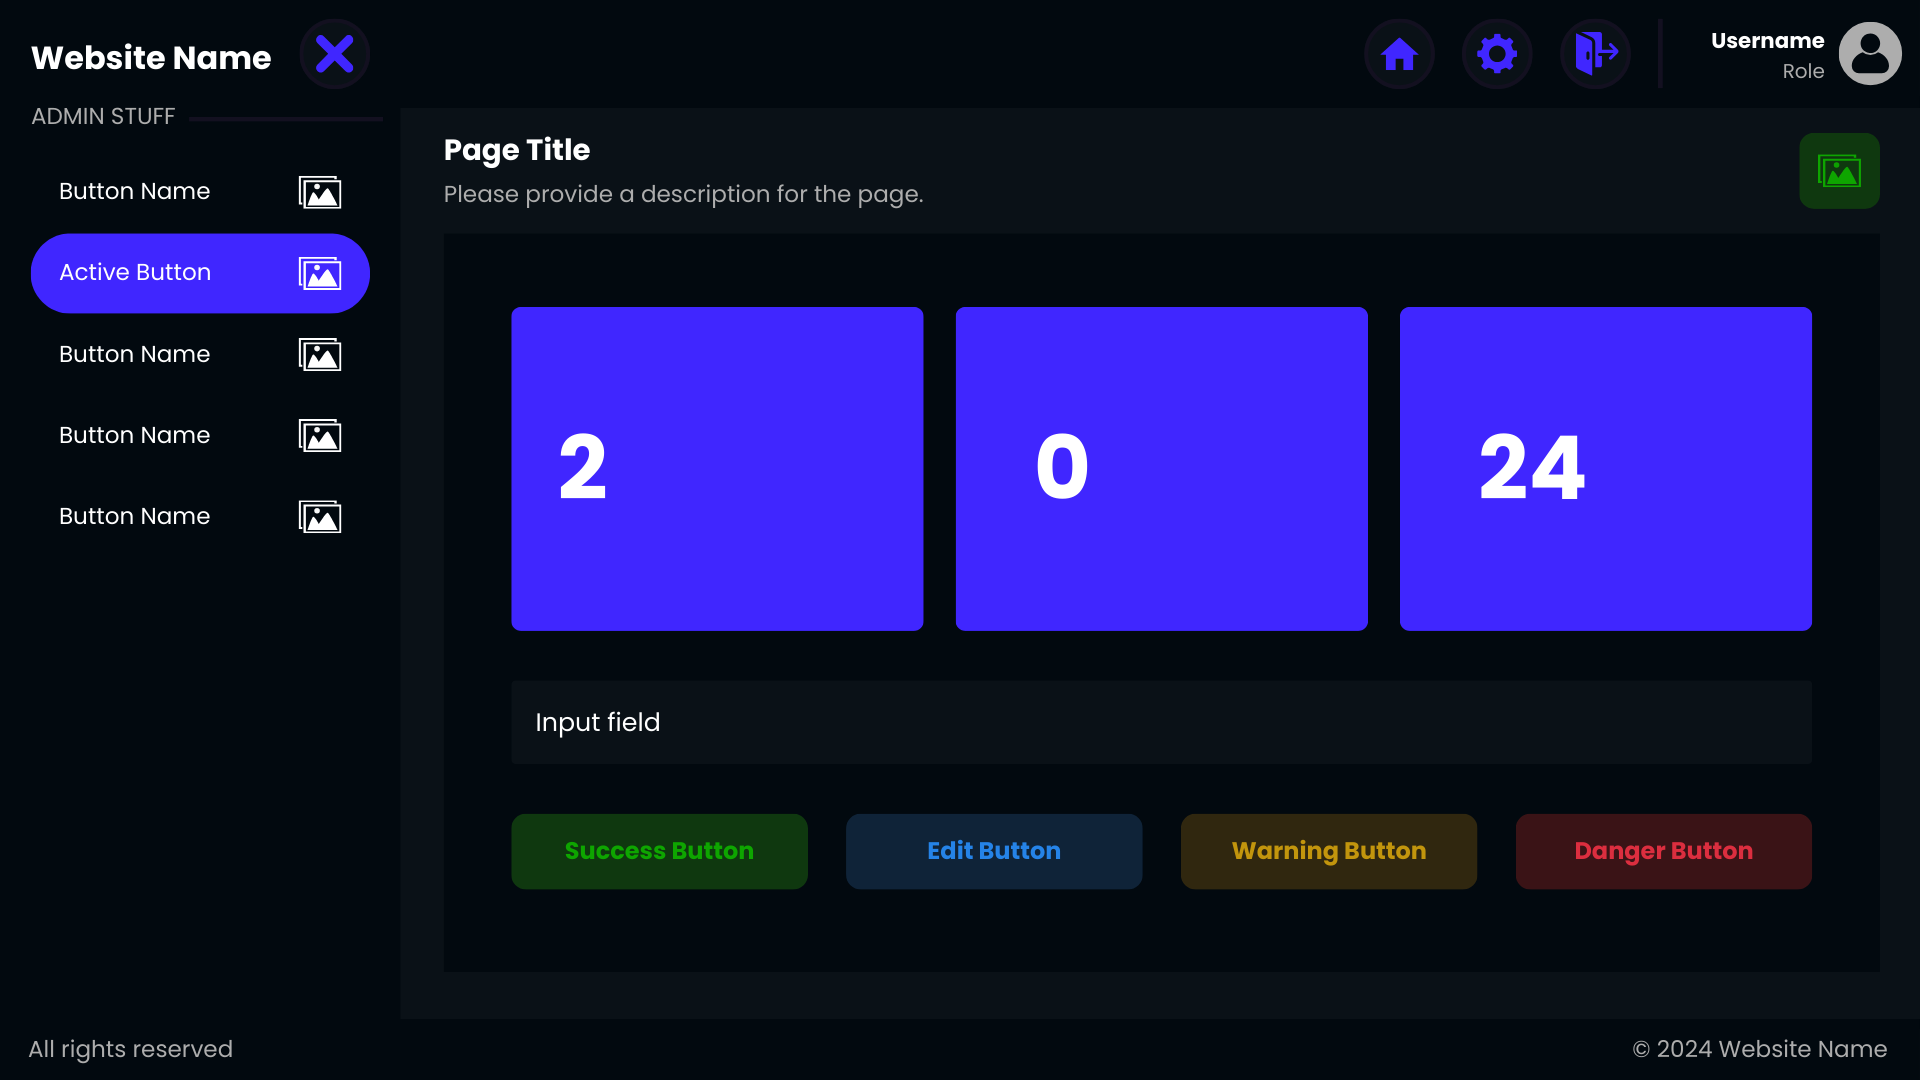 Website Name
Username
Role
ADMIN STUFF
Button Name
Active Button
Button Name
Button Name
Button Name
Page Title
Please provide a description for the page.
2
0
24
Input field
Success Button
Edit Button
Warning Button
Danger Button
All rights reserved
© 2024 Website Name